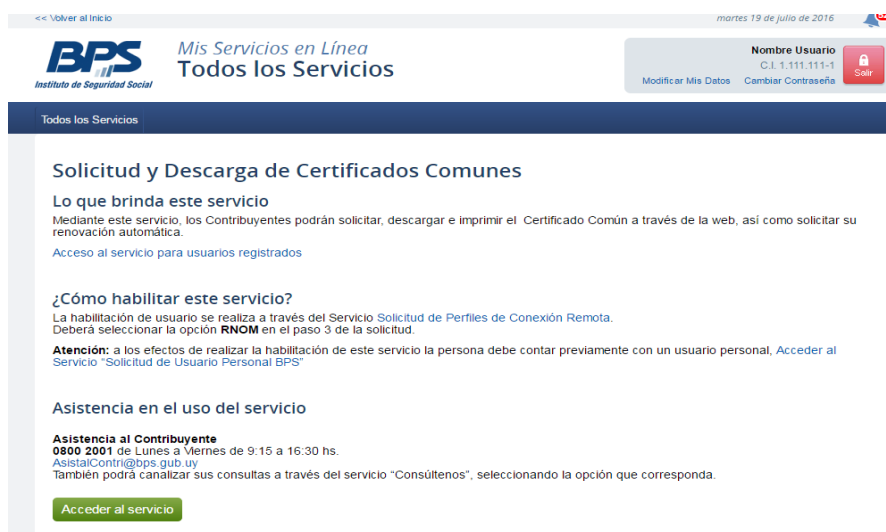 << Volver al Inicio
martes 19 de julio de 2016
BPS
Instituto de Seguridad Social
Mis Servicios en Línea
Todos los Servicios
Nombre Usuario
C.I. 1.111.111-1
Modificar Mis Datos Cambiar Contraseña
Salir
Todos los Servicios
Solicitud y Descarga de Certificados Comunes
Lo que brinda este servicio
Mediante este servicio, los Contribuyentes podrán solicitar, descargar e imprimir el Certificado Común a través de la web, así como solicitar su
renovación automática.
Acceso al servicio para usuarios registrados
¿Cómo habilitar este servicio?
La habilitación de usuario se realiza a través del Servicio Solicitud de Perfiles de Conexión Remota.
Deberá seleccionar la opción RNOM en el paso 3 de la solicitud.
Atención: a los efectos de realizar la habilitación de este servicio la persona debe contar previamente con un usuario personal, Acceder al
Servicio “Solicitud de Usuario Personal BPS”
Asistencia en el uso del servicio
Asistencia al Contribuyente
0800 2001 de Lunes a Viernes de 9:15 a 16:30 hs.
AsistalContri@bps.gub.uy
También podrá canalizar sus consultas a través del servicio “Consúltenos”, seleccionando la opción que corresponda.
Acceder al servicio